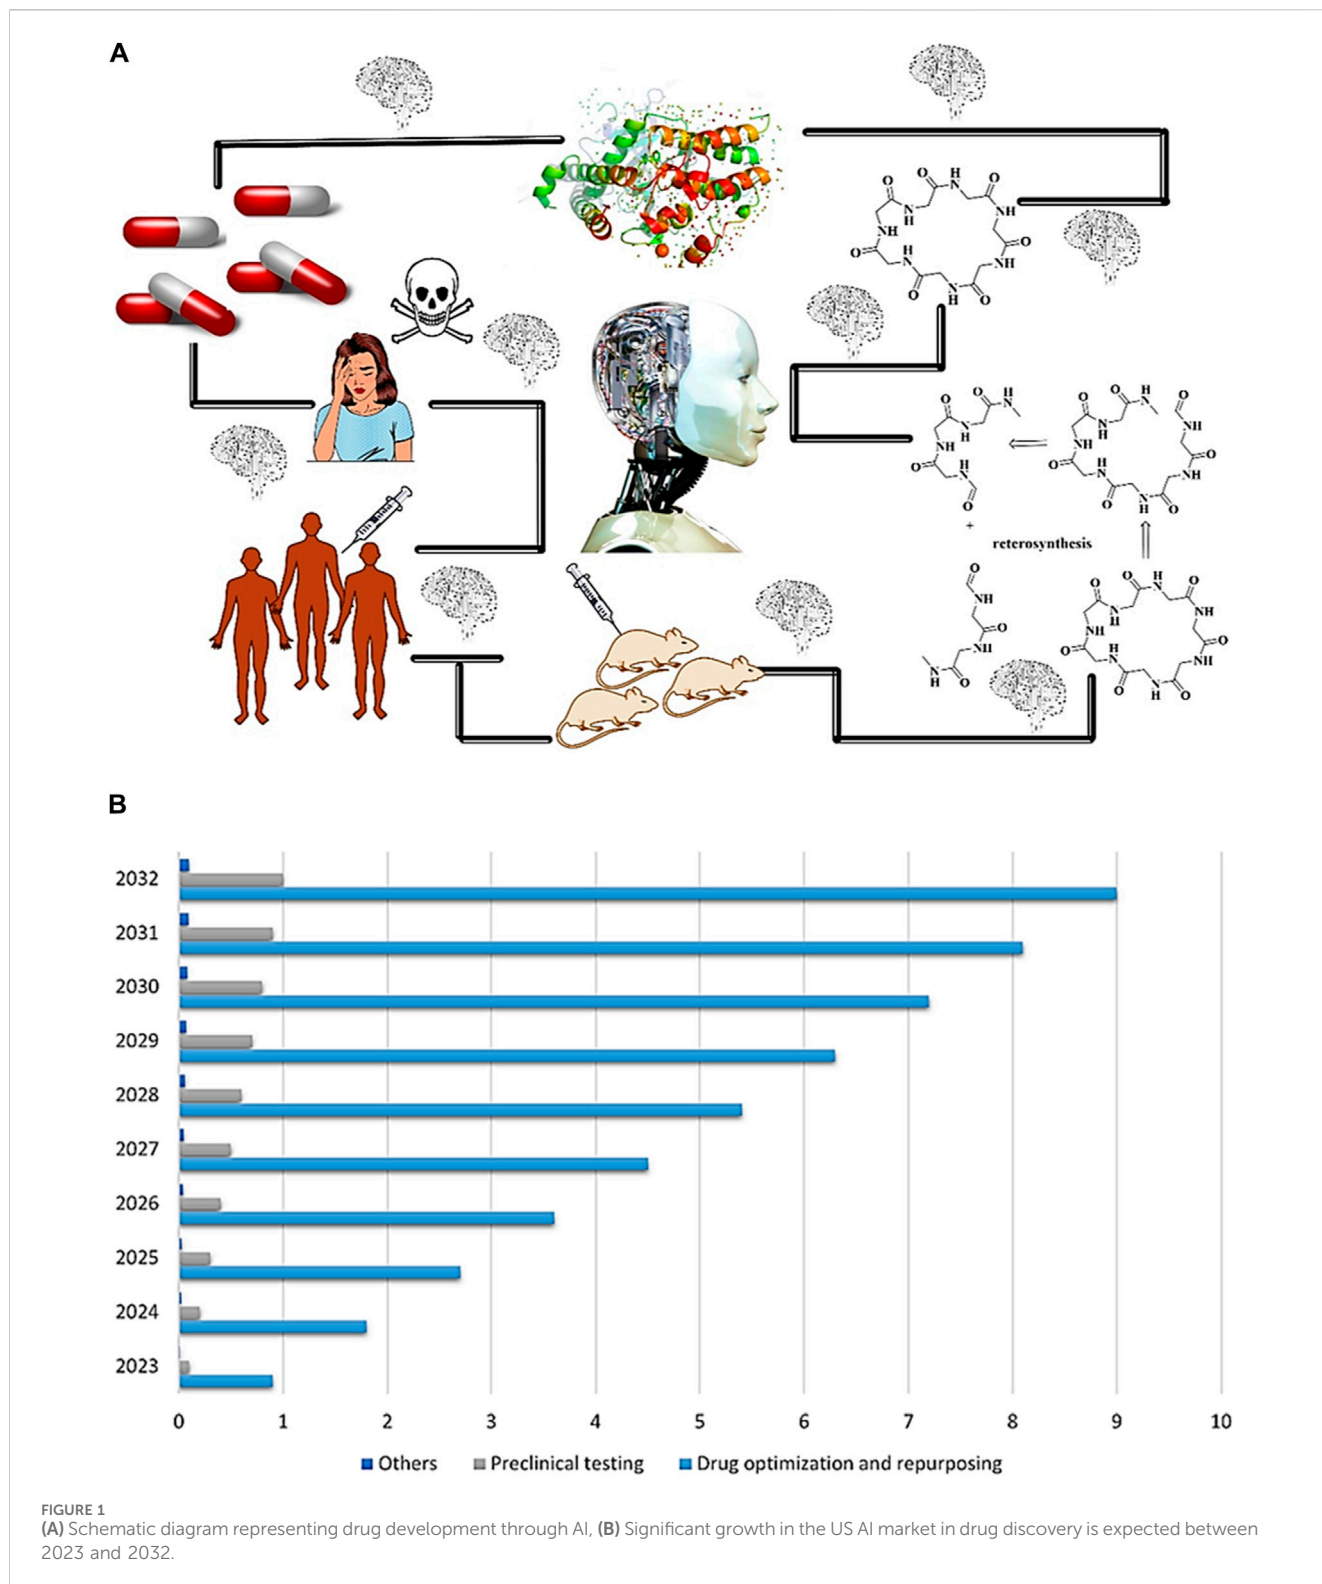 A
reterosynthesis
B
2032
2031
2030
2029
2028
2027
2026
2025
2024
2023
0 1 2 3 4 5 6 7 8 9 10
Others Preclinical testing Drug optimization and repurposing
FIGURE 1
(A) Schematic diagram representing drug development through AI, (B) Significant growth in the US AI market in drug discovery is expected between
2023 and 2032.